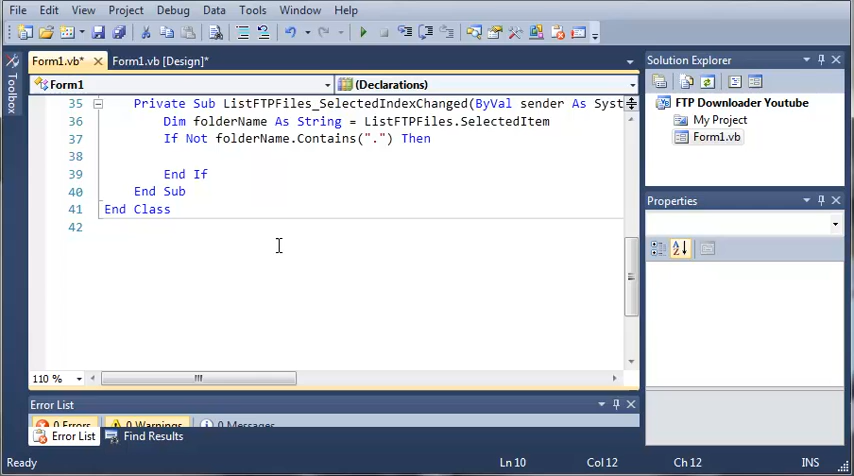 File Edit View Project Debug Data Tools Window Help
Form1.vb* Form1.vb [Design]*
Toolbox
Form1 (Declarations)
35 Private Sub ListFTPFiles_SelectedIndexChanged(ByVal sender As Syst
36 Dim folderName As String = ListFTPFiles.SelectedItem
37 If Not folderName.Contains(".") Then
38
39 End If
40 End Sub
41 End Class
42
110 %
Error List
0 Errors 0 Warnings 0 Messages
Error List Find Results
Solution Explorer
FTP Downloader Youtube
My Project
Form1.vb
Properties
Ready Ln 10 Col 12 Ch 12 INS